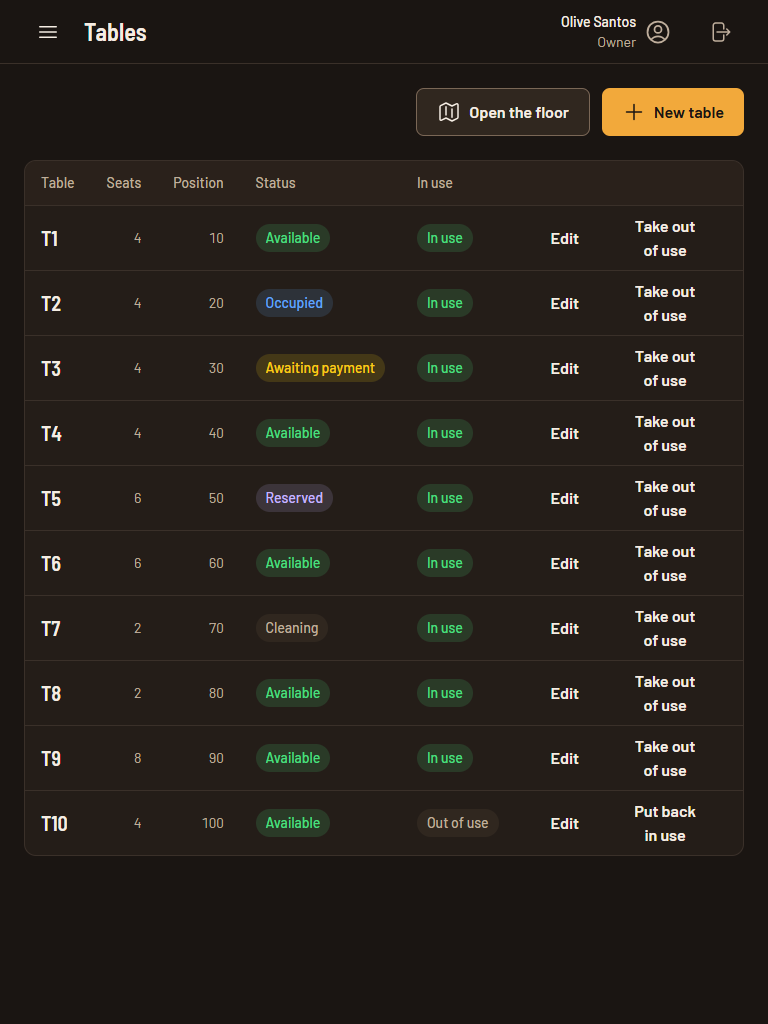 Tables
Olive Santos
Owner
Open the floor
New table
Table Seats Position Status In use
T1 4 10 Available In use Edit Take out of use
T2 4 20 Occupied In use Edit Take out of use
T3 4 30 Awaiting payment In use Edit Take out of use
T4 4 40 Available In use Edit Take out of use
T5 6 50 Reserved In use Edit Take out of use
T6 6 60 Available In use Edit Take out of use
T7 2 70 Cleaning In use Edit Take out of use
T8 2 80 Available In use Edit Take out of use
T9 8 90 Available In use Edit Take out of use
T10 4 100 Available Out of use Edit Put back in use